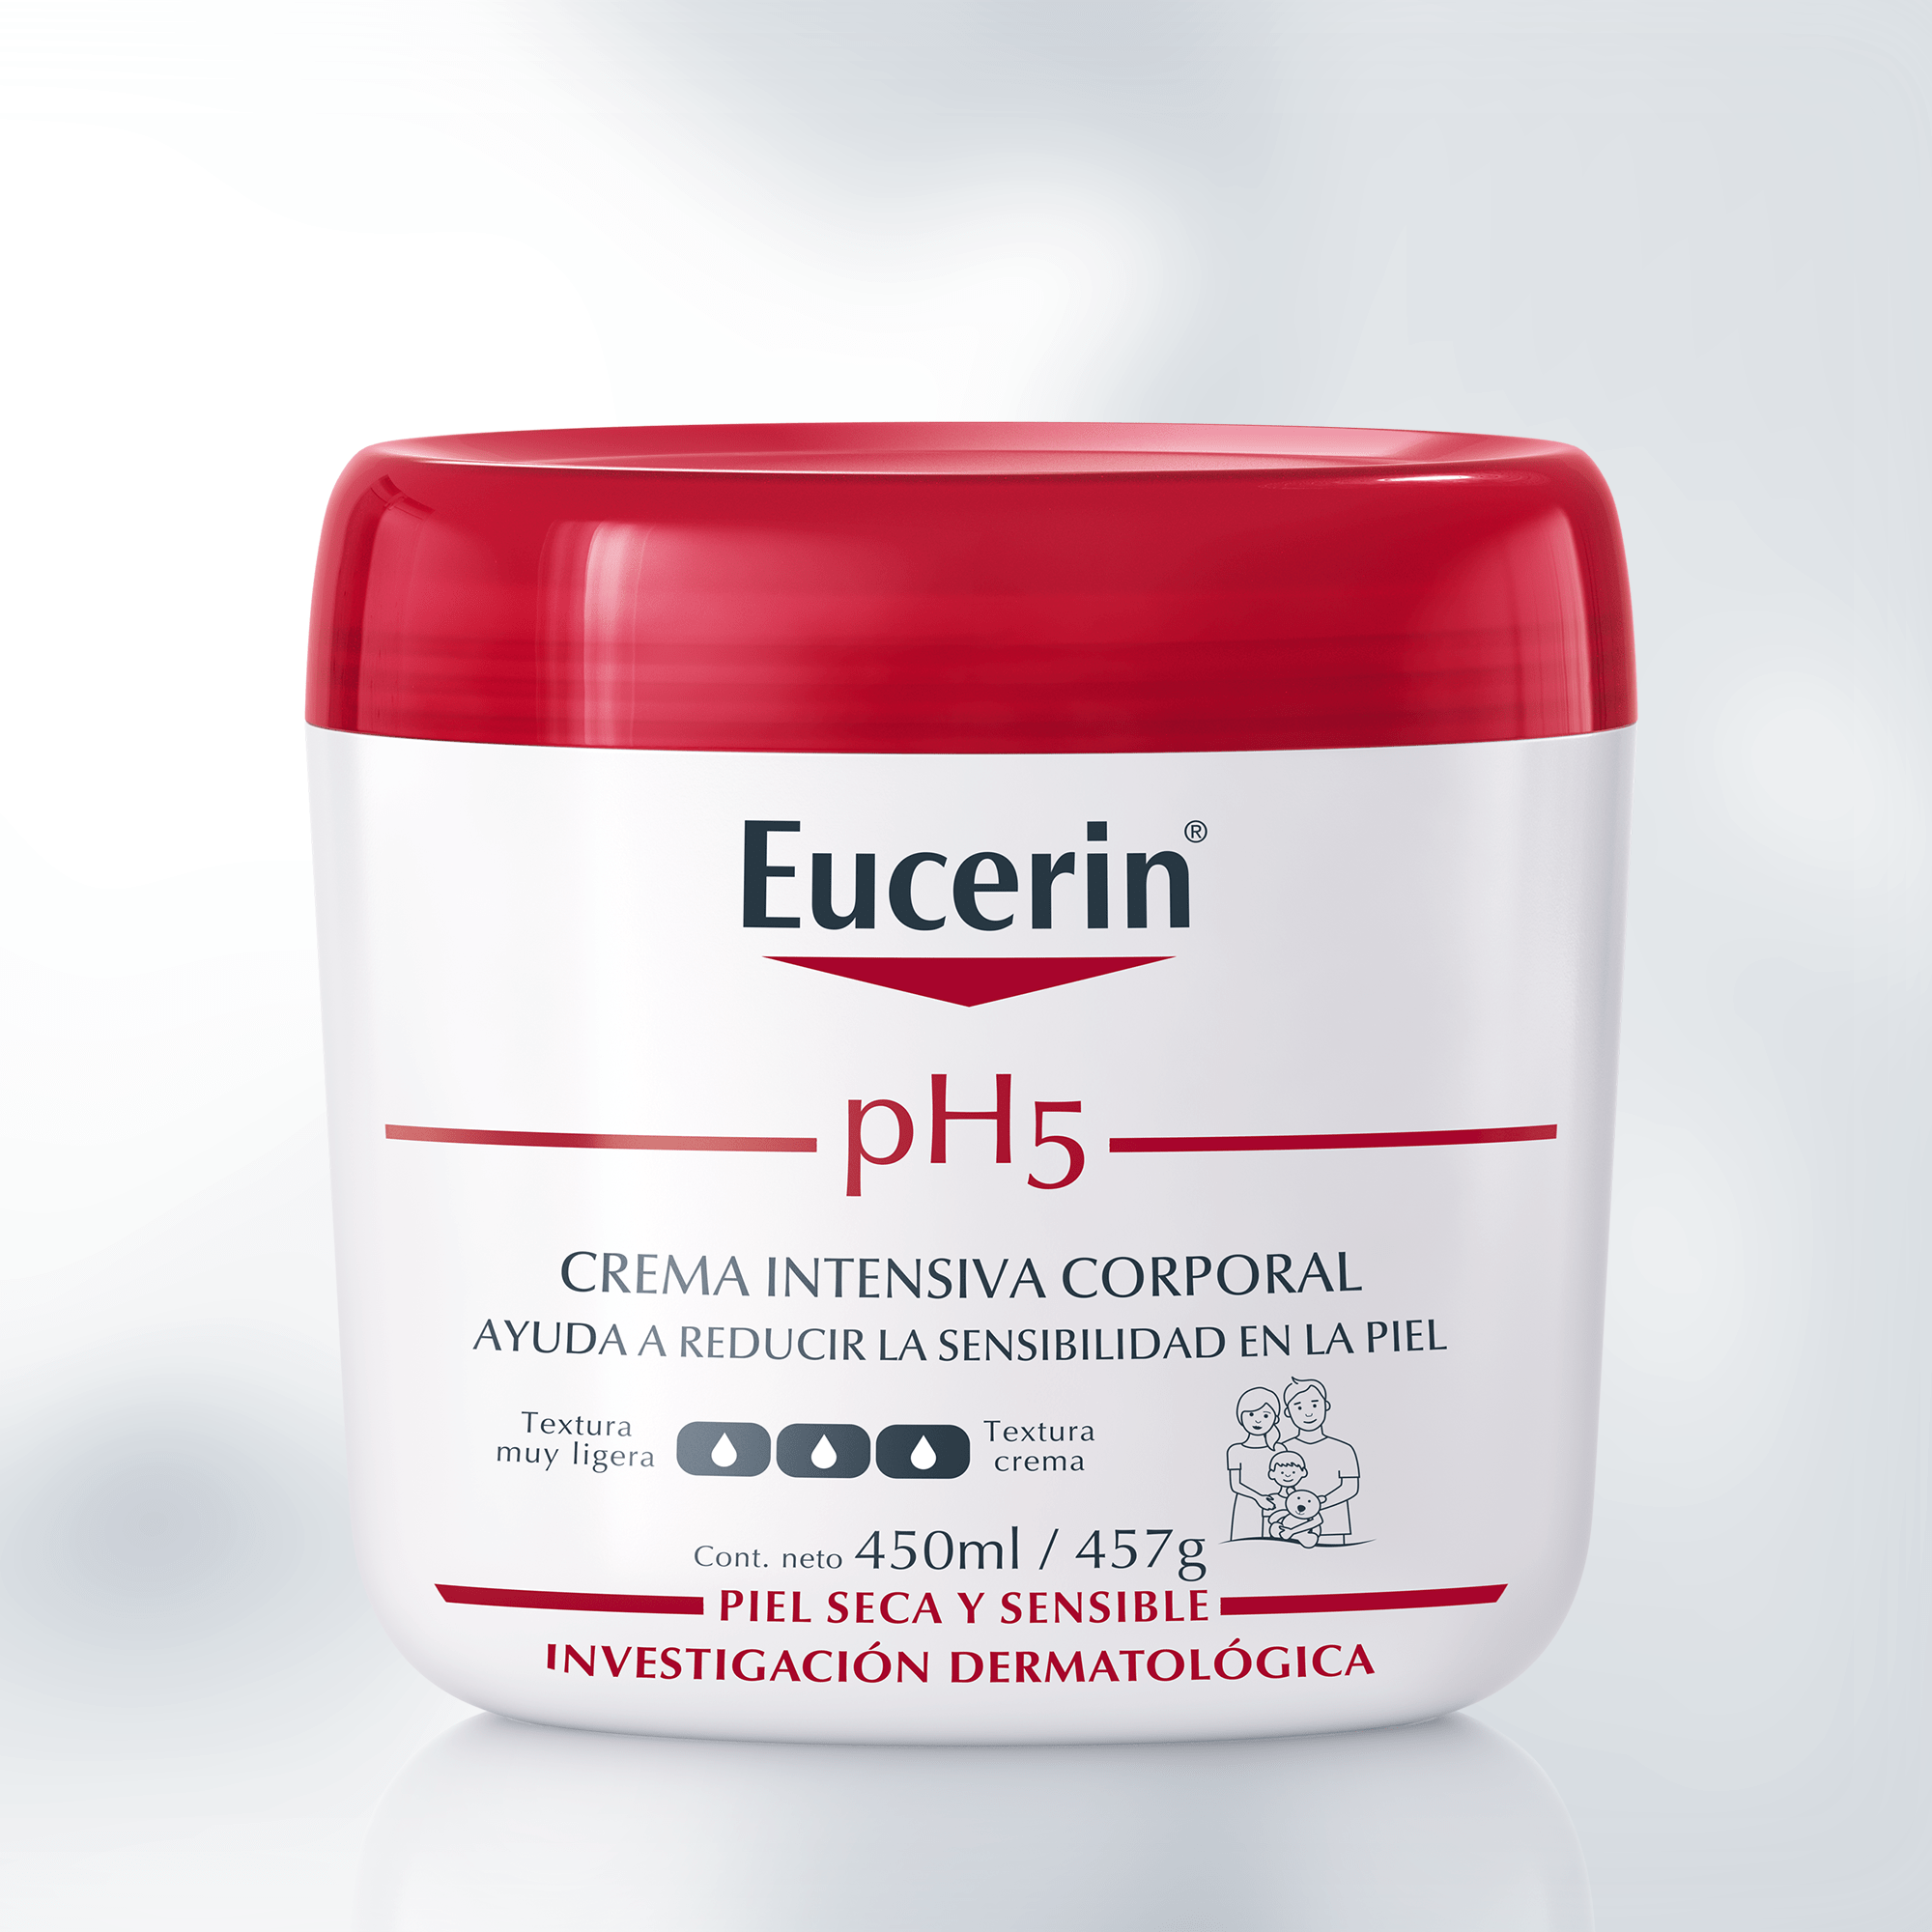 Eucerin®
pH5
CREMA INTENSIVA CORPORAL
AYUDA A REDUCIR LA SENSIBILIDAD EN LA PIEL
Textura
muy ligera
Textura
crema
Cont. neto 450ml / 457g
PIEL SECA Y SENSIBLE
INVESTIGACIÓN DERMATOLÓGICA